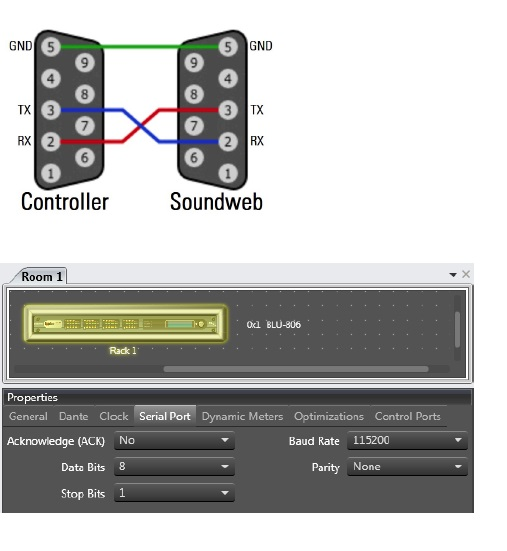 GND 5 5 GND
9 9
4 4
8 8
TX 3 3 TX
7 7
RX 2 2 RX
6 6
1 1
Controller Soundweb
Room 1
0x1 BLU-806
Rack 1
Properties
General Dante Clock Serial Port Dynamic Meters Optimizations Control Ports
Acknowledge (ACK) No Baud Rate 115200
Data Bits 8 Parity None
Stop Bits 1